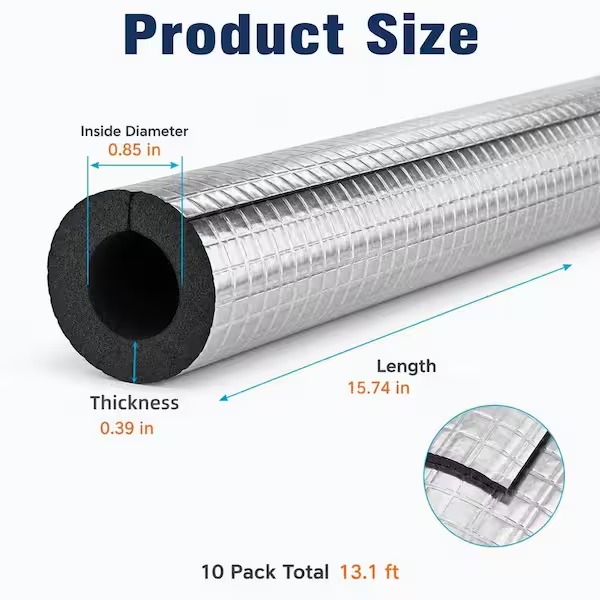 Product Size
Inside Diameter
0.85 in
Length
15.74 in
Thickness
0.39 in
10 Pack Total 13.1 ft